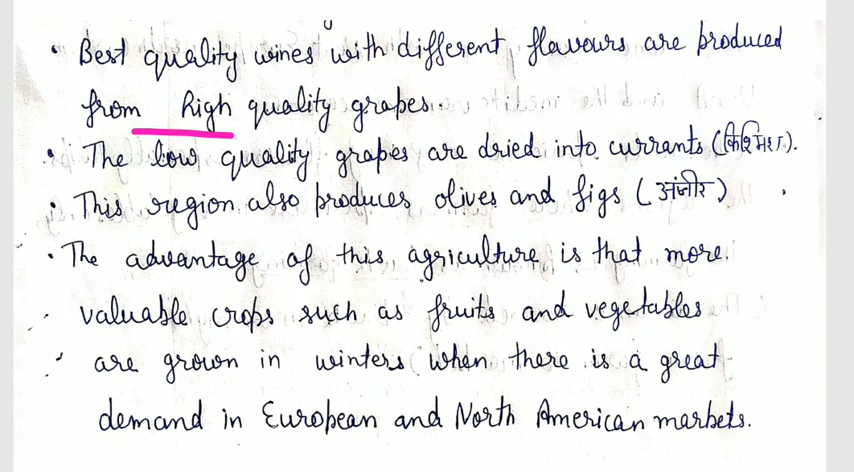 • Best quality wines with different flavours are produced
from high quality grapes.
• The low quality grapes are dried into currants (किशमिश).
• This region also produces olives and figs (अंजीर)
• The advantage of this agriculture is that more
valuable crops such as fruits and vegetables
are grown in winters when there is a great
demand in European and North American markets.